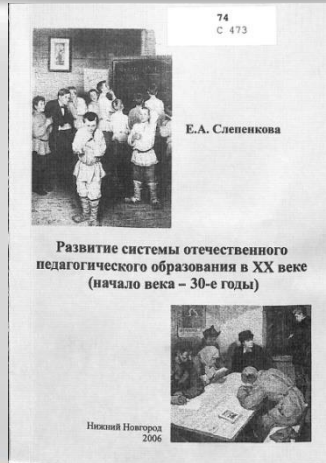 74
С 473
Е.А. Слепенкова
Развитие системы отечественного
педагогического образования в XX веке
(начало века – 30-е годы)
Нижний Новгород
2006